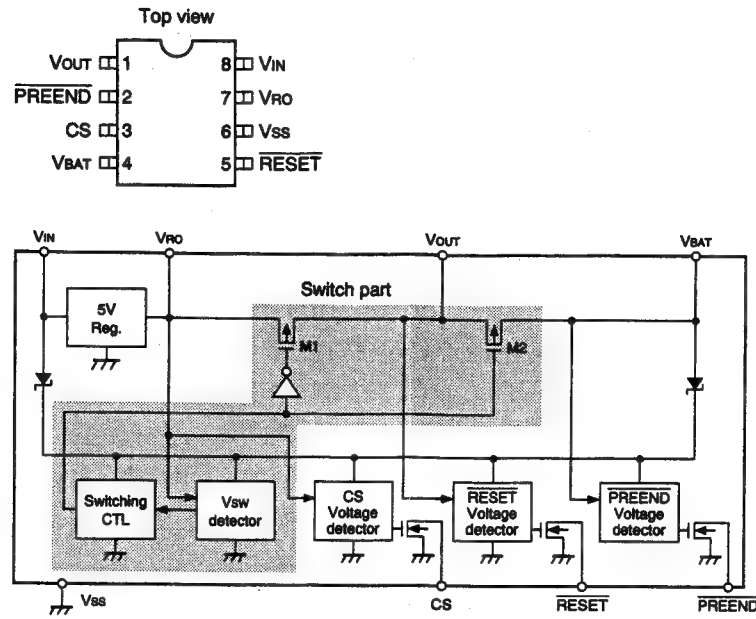 Top view
VOUT 1 8 VIN
PREEND 2 7 VRO
CS 3 6 VSS
VBAT 4 5 RESET
VIN VRO VOUT VBAT
Switch part
5V
Reg.
M1 M2
Switching
CTL
Vsw
detector
CS
Voltage
detector
RESET
Voltage
detector
PREEND
Voltage
detector
VSS CS RESET PREEND